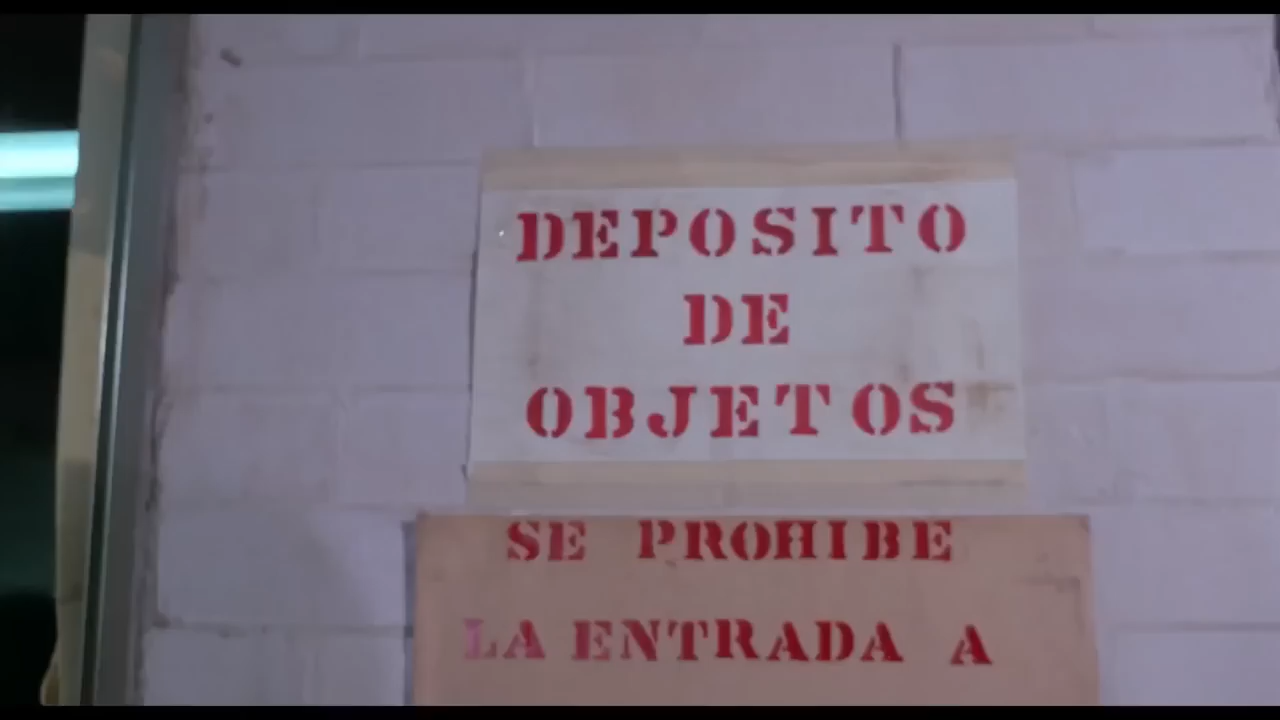 DEPOSITO
DE
OBJETOS
SE PROHIBE
LA ENTRADA A